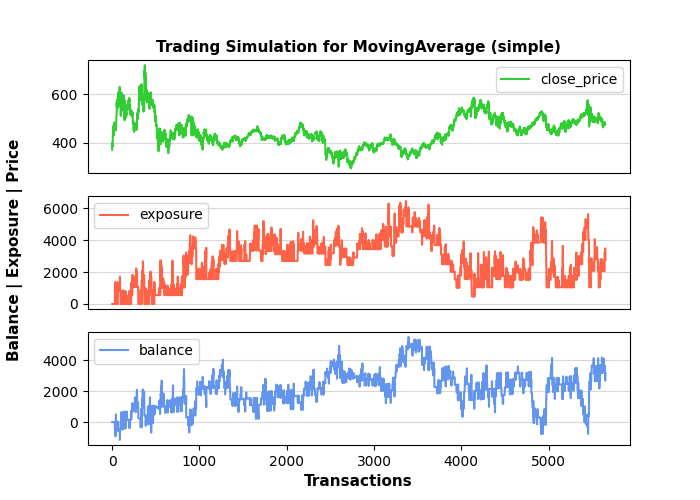 Trading Simulation for MovingAverage (simple)
close_price
600
400
exposure
6000
4000
2000
0
balance
4000
2000
0
0 1000 2000 3000 4000 5000
Transactions
Balance | Exposure | Price